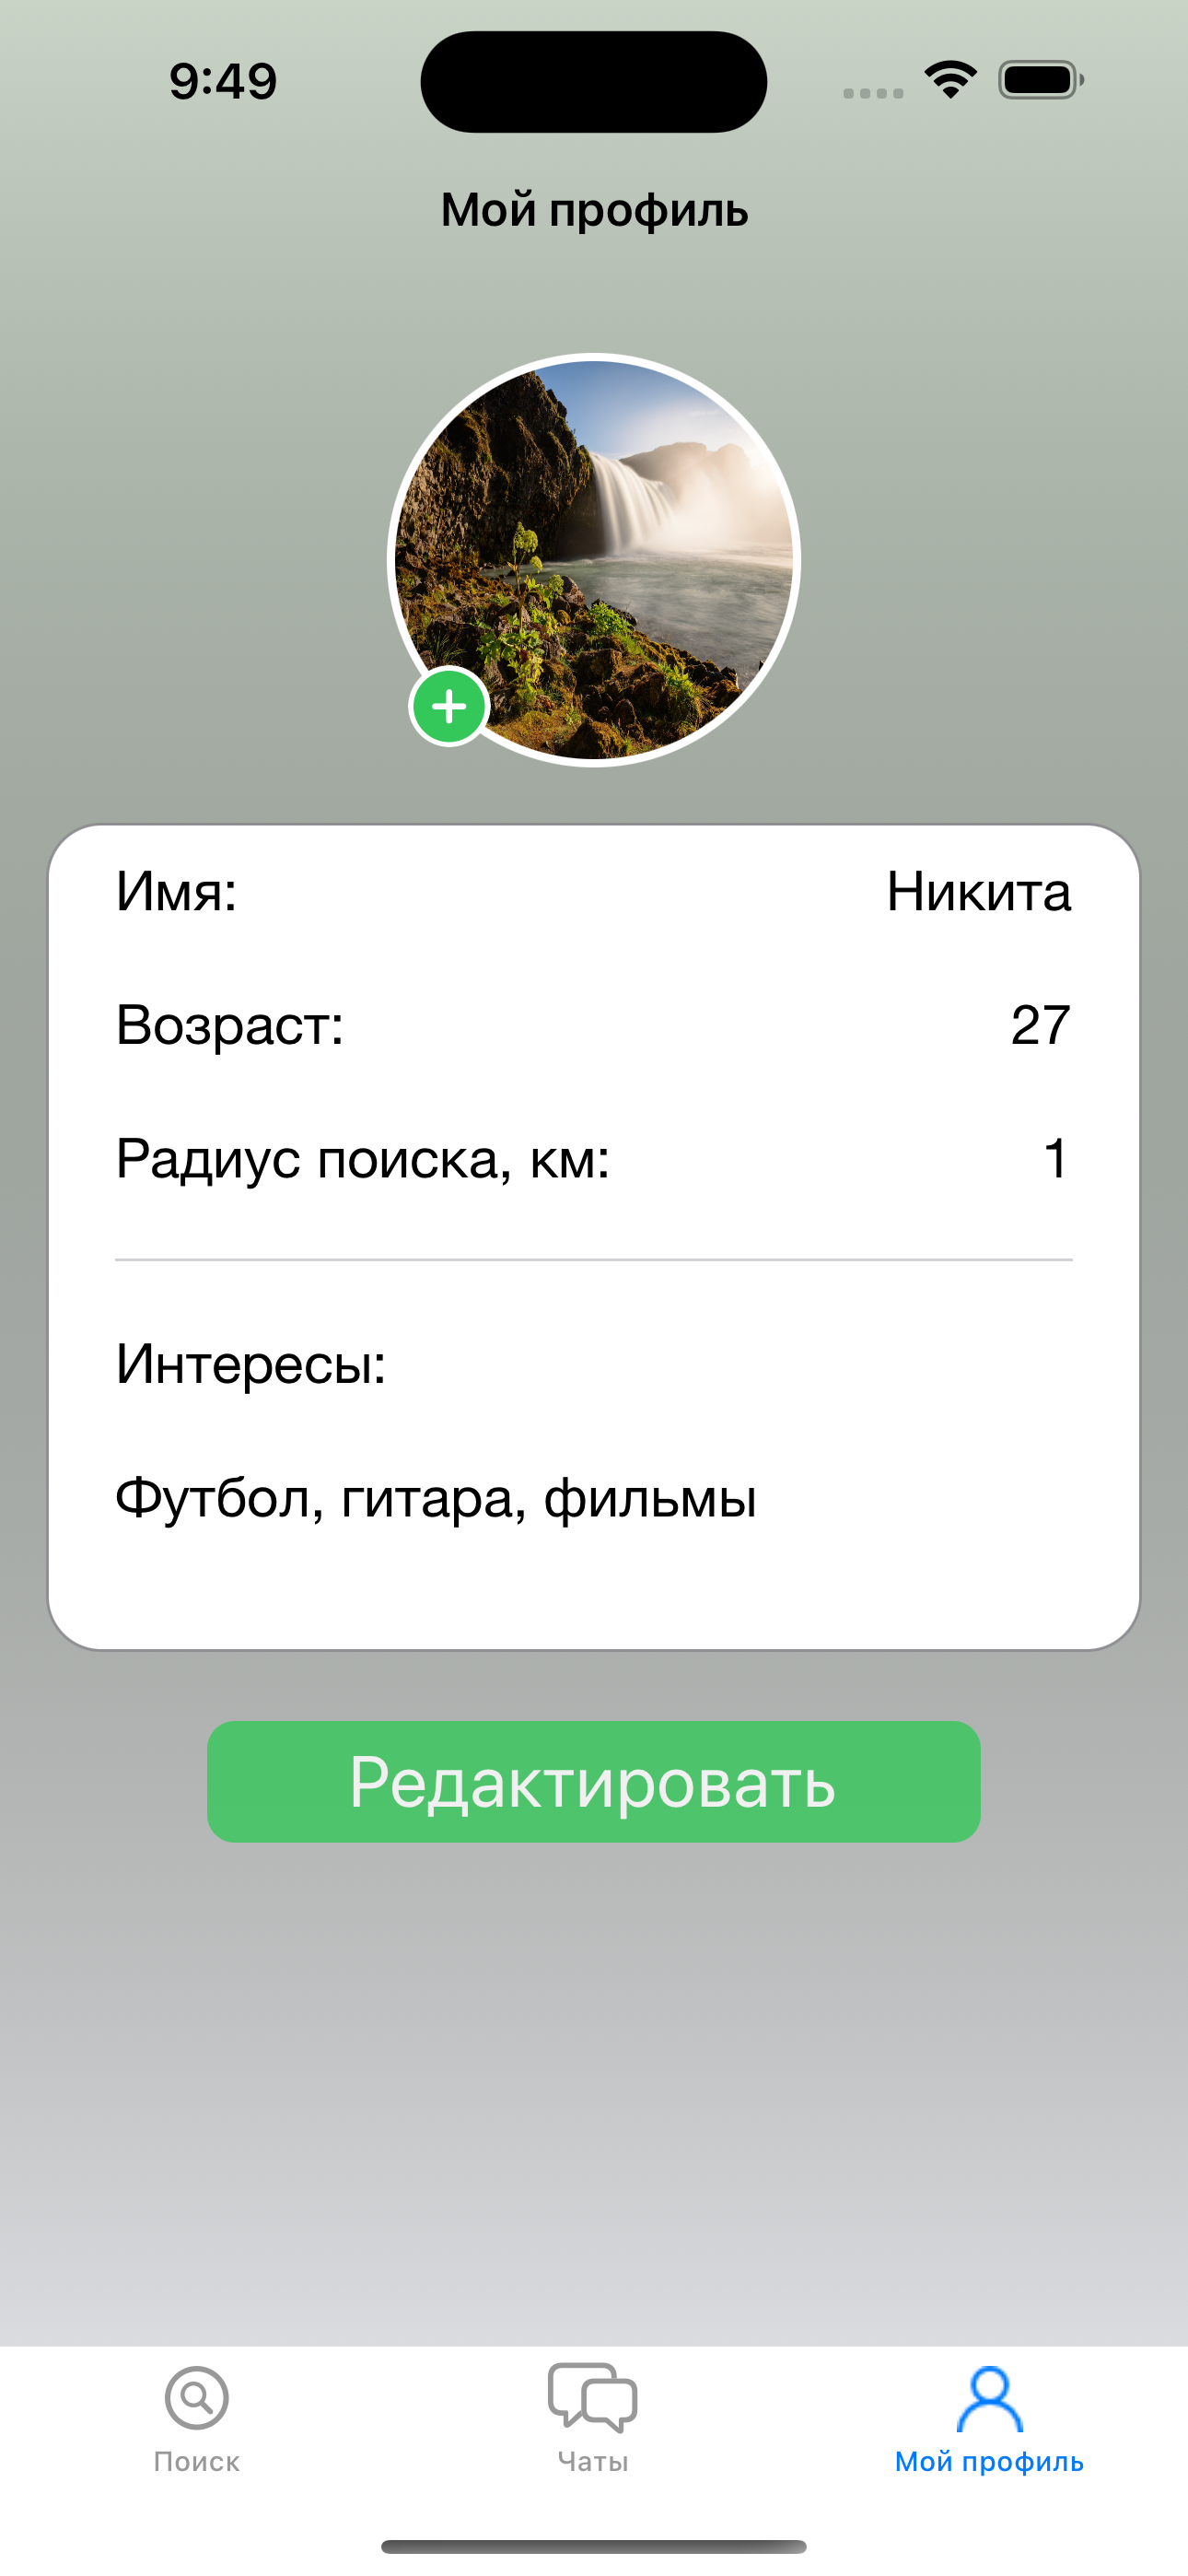 9:49
Мой профиль
Имя: Никита
Возраст: 27
Радиус поиска, км: 1
Интересы:
Футбол, гитара, фильмы
Редактировать
Поиск Чаты Мой профиль